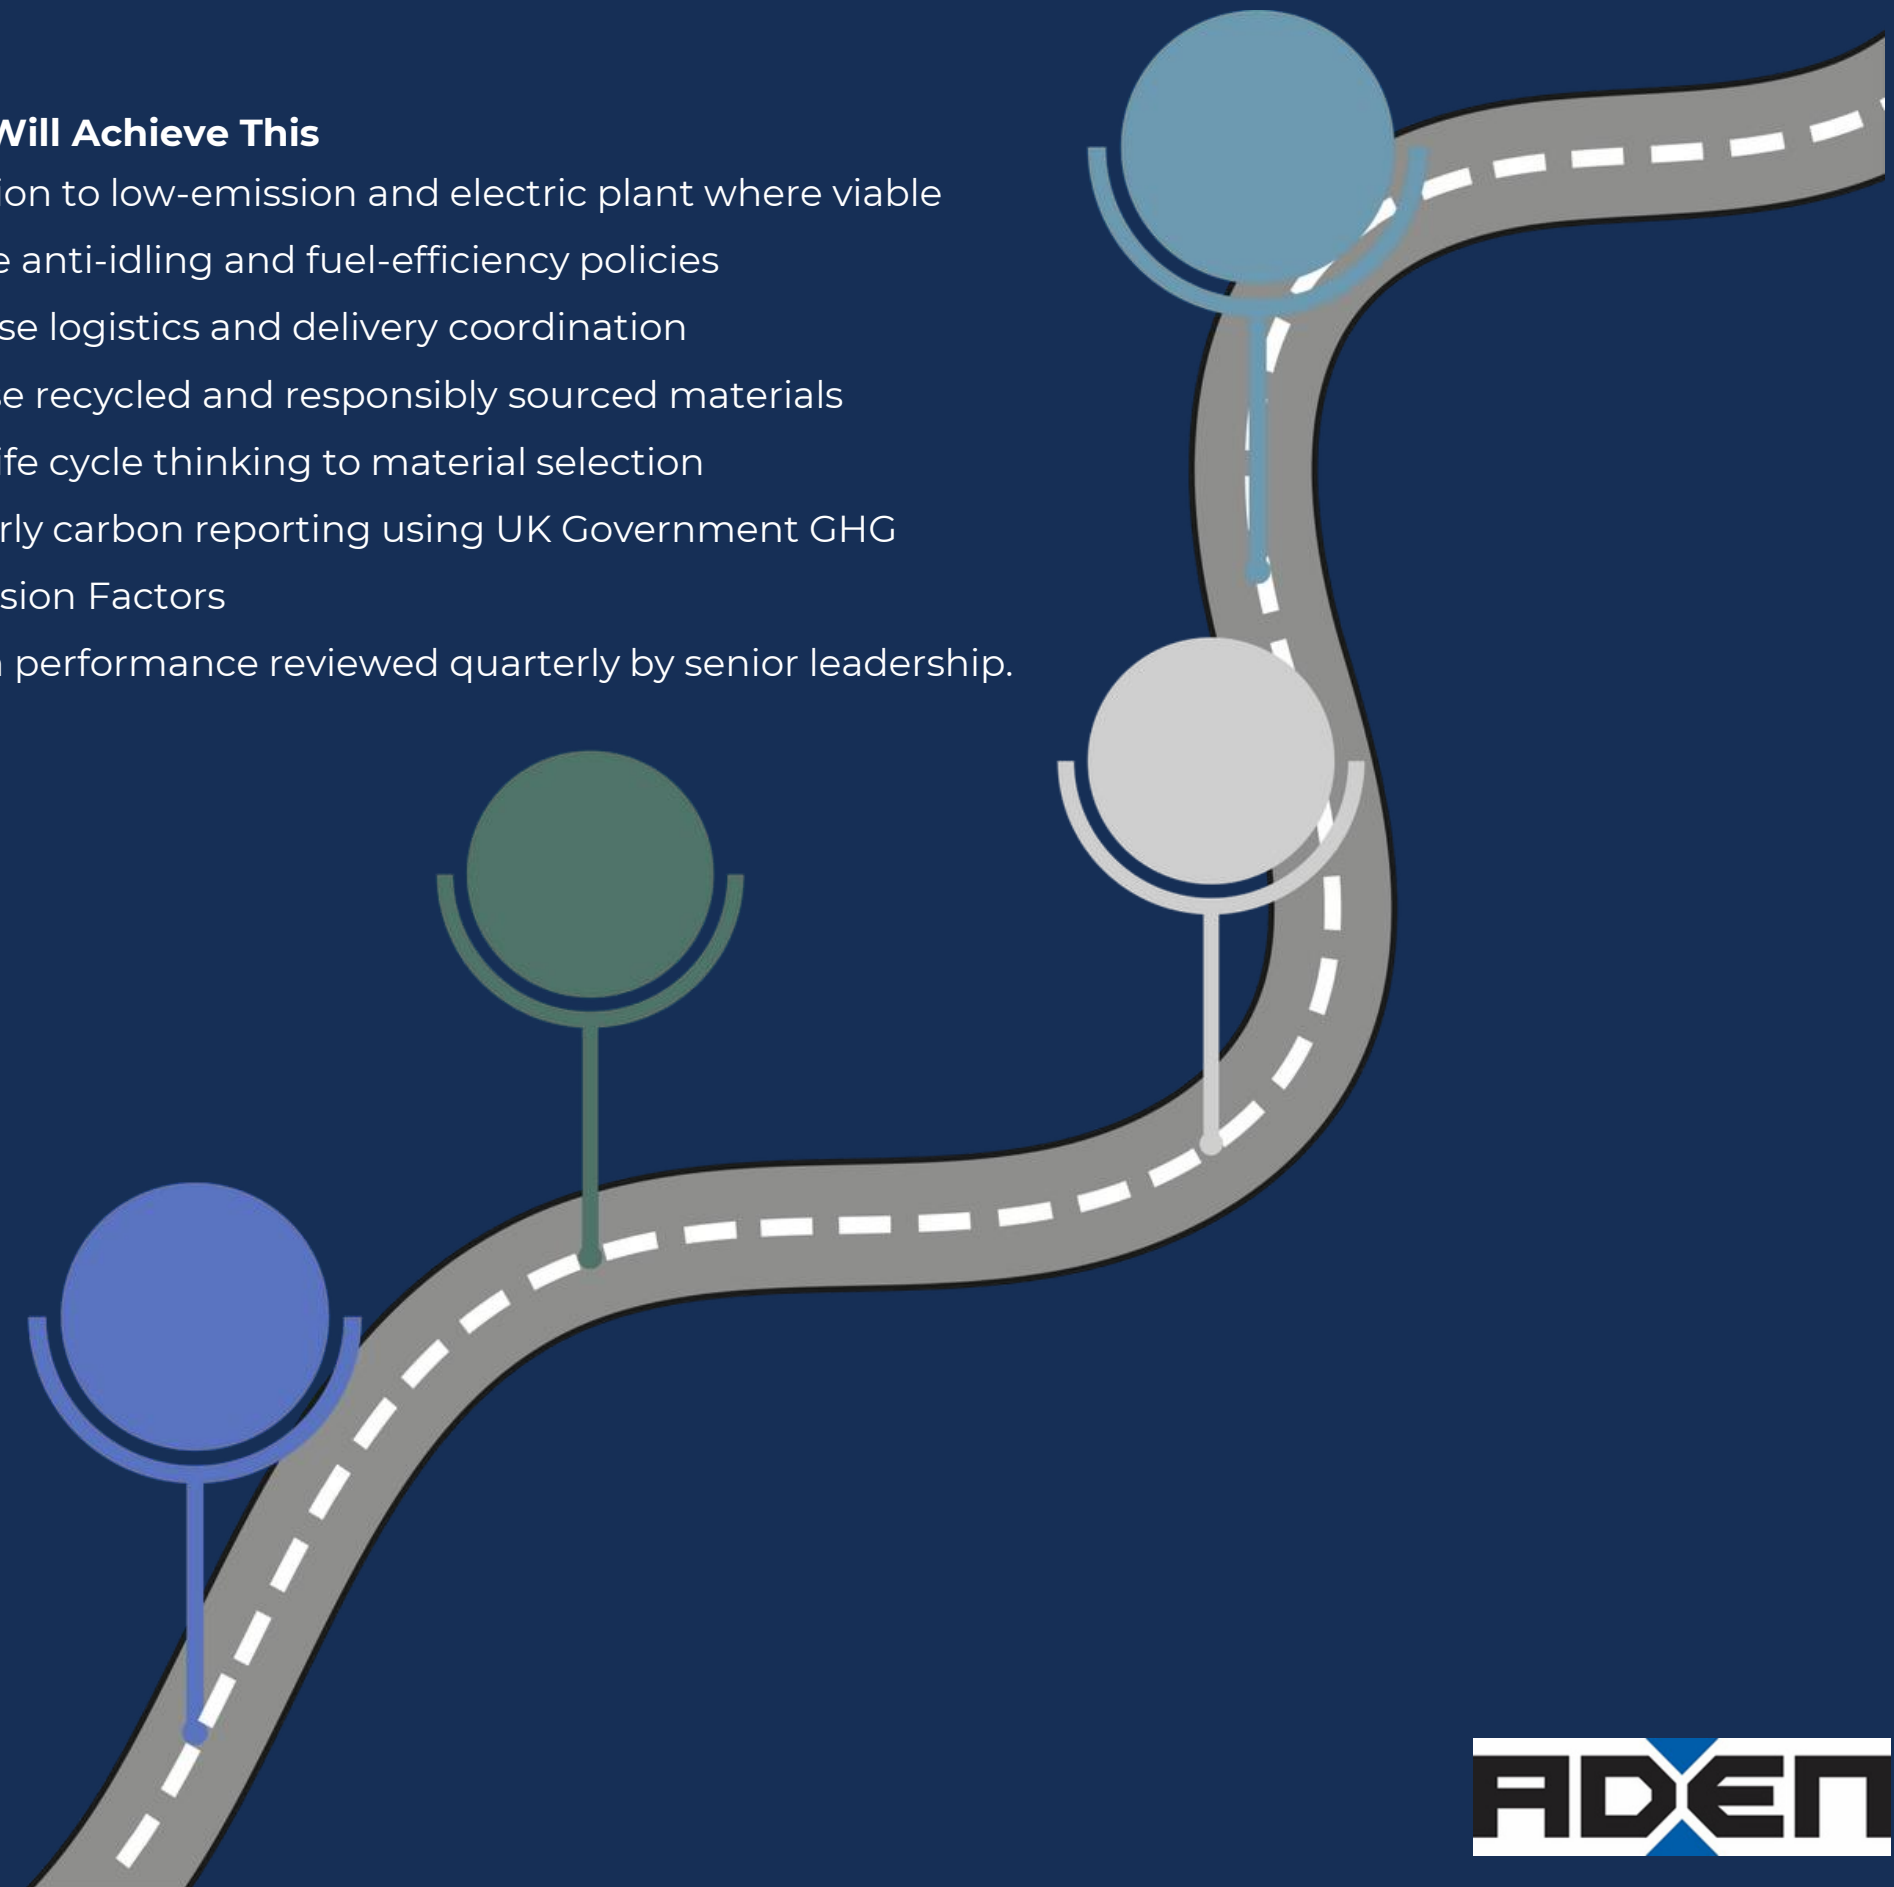 Will Achieve This
ion to low-emission and electric plant where viable
e anti-idling and fuel-efficiency policies
se logistics and delivery coordination
se recycled and responsibly sourced materials
ife cycle thinking to material selection
rly carbon reporting using UK Government GHG
sion Factors
performance reviewed quarterly by senior leadership.
ADEN